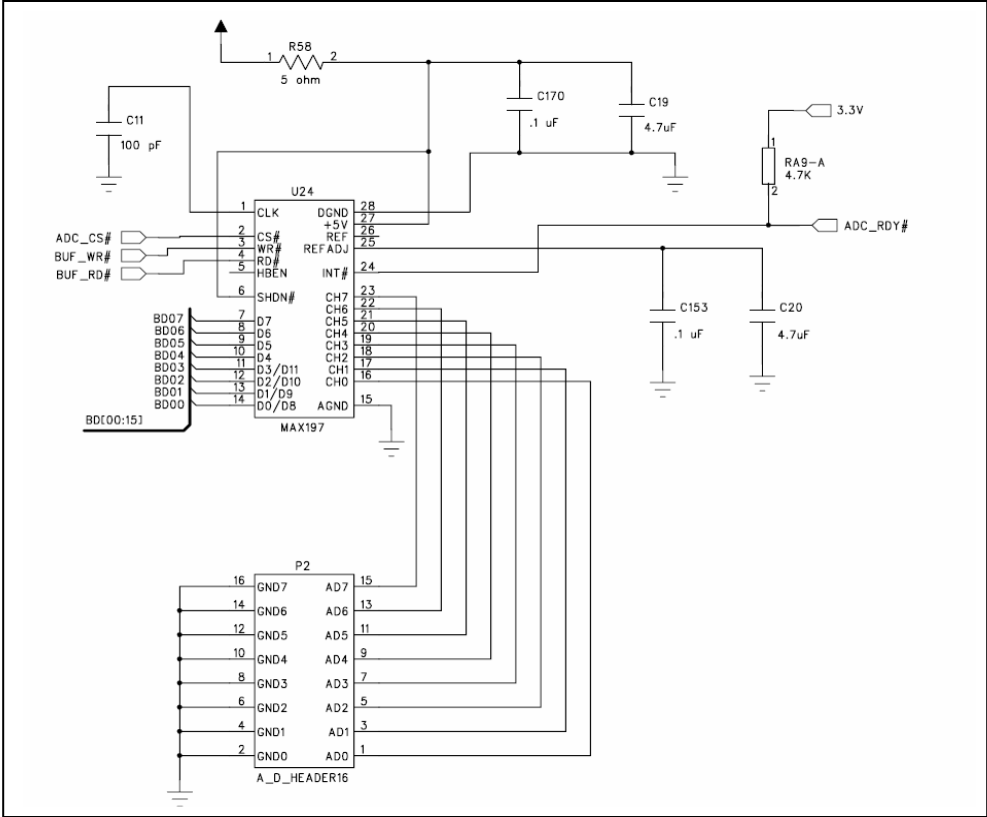 R58
1 2
5 ohm
C170
.1 uF
C19
4.7uF
C11
100 pF
3.3V
1
RA9-A
4.7K
2
ADC_RDY#
U24
1 CLK DGND 28
+5V 27
ADC_CS# 2 CS# REF 26
BUF_WR# 3 WR# REFADJ 25
BUF_RD# 4 RD# INT# 24
5 HBEN
6 SHDN# CH7 23
CH6 22
BD07 7 D7 CH5 21
BD06 8 D6 CH4 20
BD05 9 D5 CH3 19
BD04 10 D4 CH2 18
BD03 11 D3/D11 CH1 17
BD02 12 D2/D10 CH0 16
BD01 13 D1/D9
BD00 14 D0/D8 AGND 15
BD[00:15]
MAX197
C153
.1 uF
C20
4.7uF
P2
16 GND7 AD7 15
14 GND6 AD6 13
12 GND5 AD5 11
10 GND4 AD4 9
8 GND3 AD3 7
6 GND2 AD2 5
4 GND1 AD1 3
2 GND0 AD0 1
A_D_HEADER16